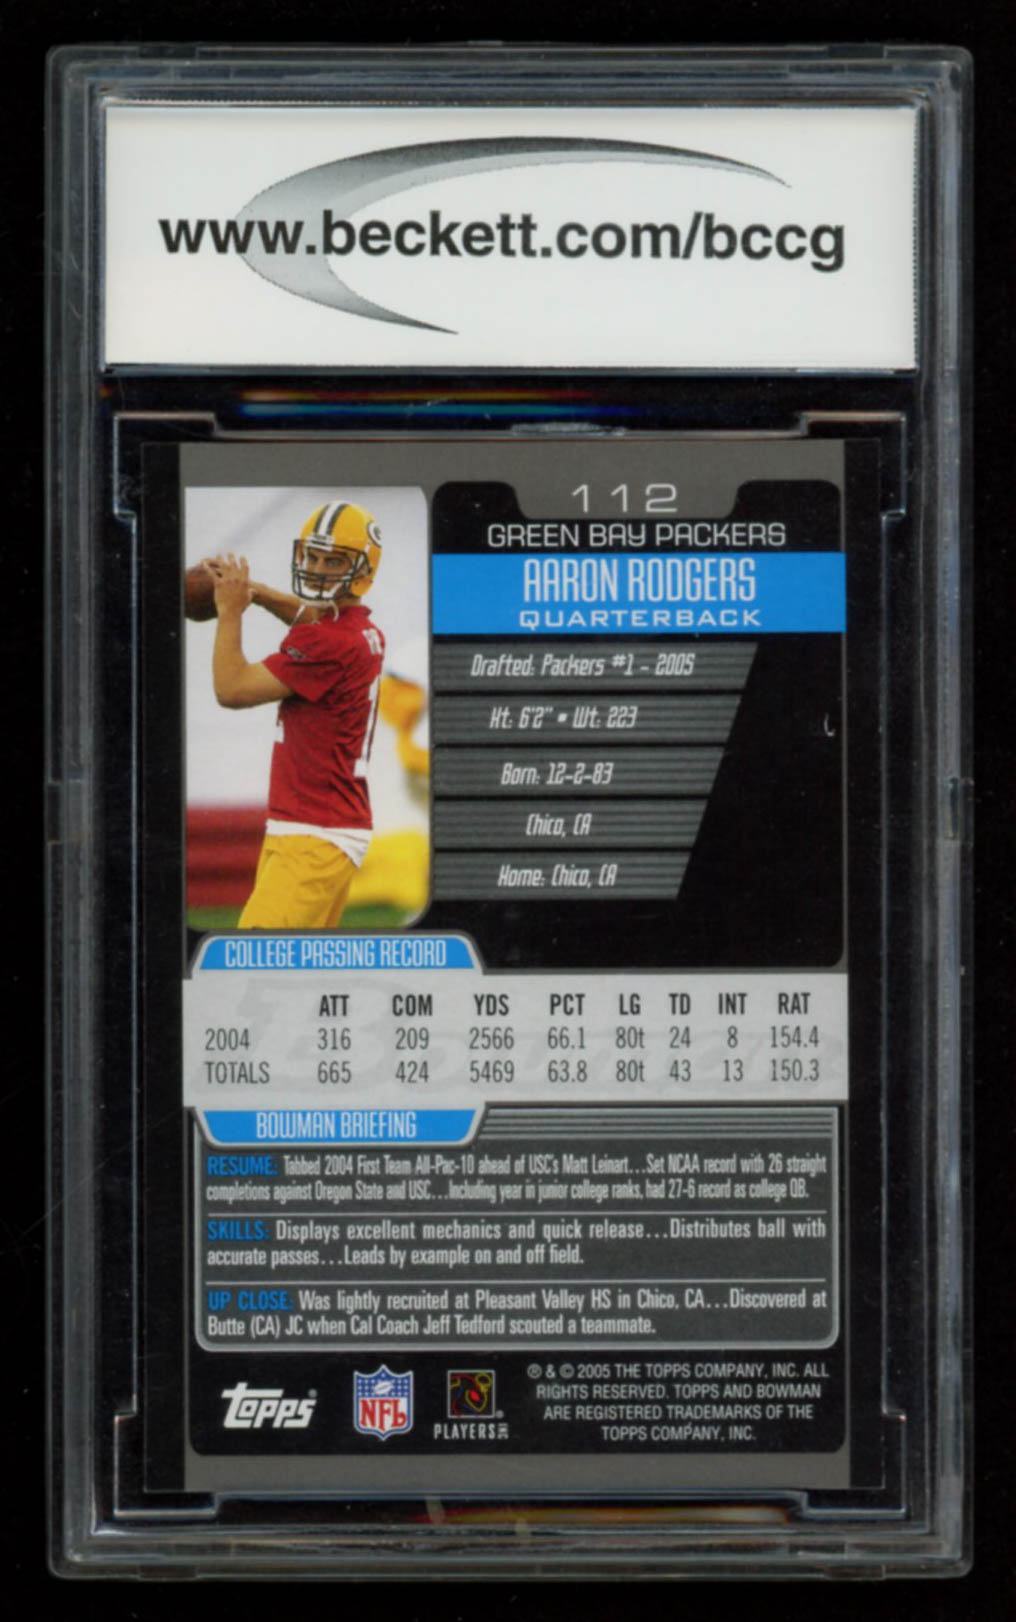 www.beckett.com/bccg
112
GREEN BAY PACKERS
AARON RODGERS
QUARTERBACK
Drafted: Packers #1 - 2005
Ht: 6'2" • Wt: 223
Born: 12-2-83
Chico, CA
Home: Chico, CA
COLLEGE PASSING RECORD
ATT COM YDS PCT LG TD INT RAT
2004 316 209 2566 66.1 80t 24 8 154.4
TOTALS 665 424 5469 63.8 80t 43 13 150.3
BOWMAN BRIEFING
RESUME: Tabbed 2004 First Team All-Pac-10 ahead of USC's Matt Leinart...Set NCAA record with 26 straight
completions against Oregon State and USC...Including year in junior college ranks, had 27-6 record as college QB.
SKILLS: Displays excellent mechanics and quick release...Distributes ball with
accurate passes...Leads by example on and off field.
UP CLOSE: Was lightly recruited at Pleasant Valley HS in Chico, CA...Discovered at
Butte (CA) JC when Cal Coach Jeff Tedford scouted a teammate.
® & © 2005 THE TOPPS COMPANY, INC. ALL
RIGHTS RESERVED. TOPPS AND BOWMAN
ARE REGISTERED TRADEMARKS OF THE
TOPPS COMPANY, INC.
Topps®
NFL
PLAYERS